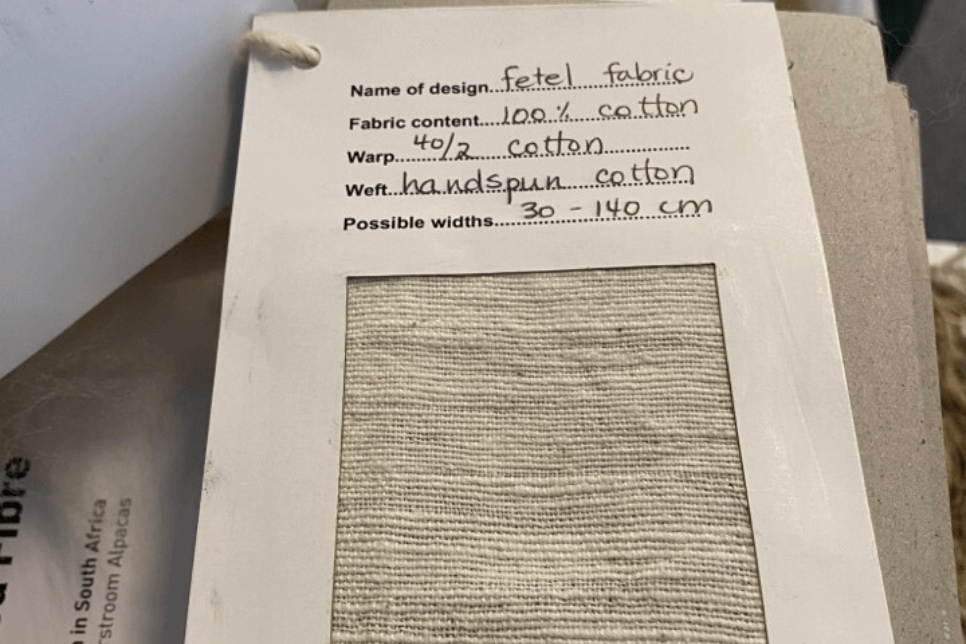 Name of design...fetel fabric
Fabric content...100% cotton
Warp...40/2 cotton
Weft...handspun cotton
Possible widths...30 - 140 cm
Fibre
in South Africa
Alpacas